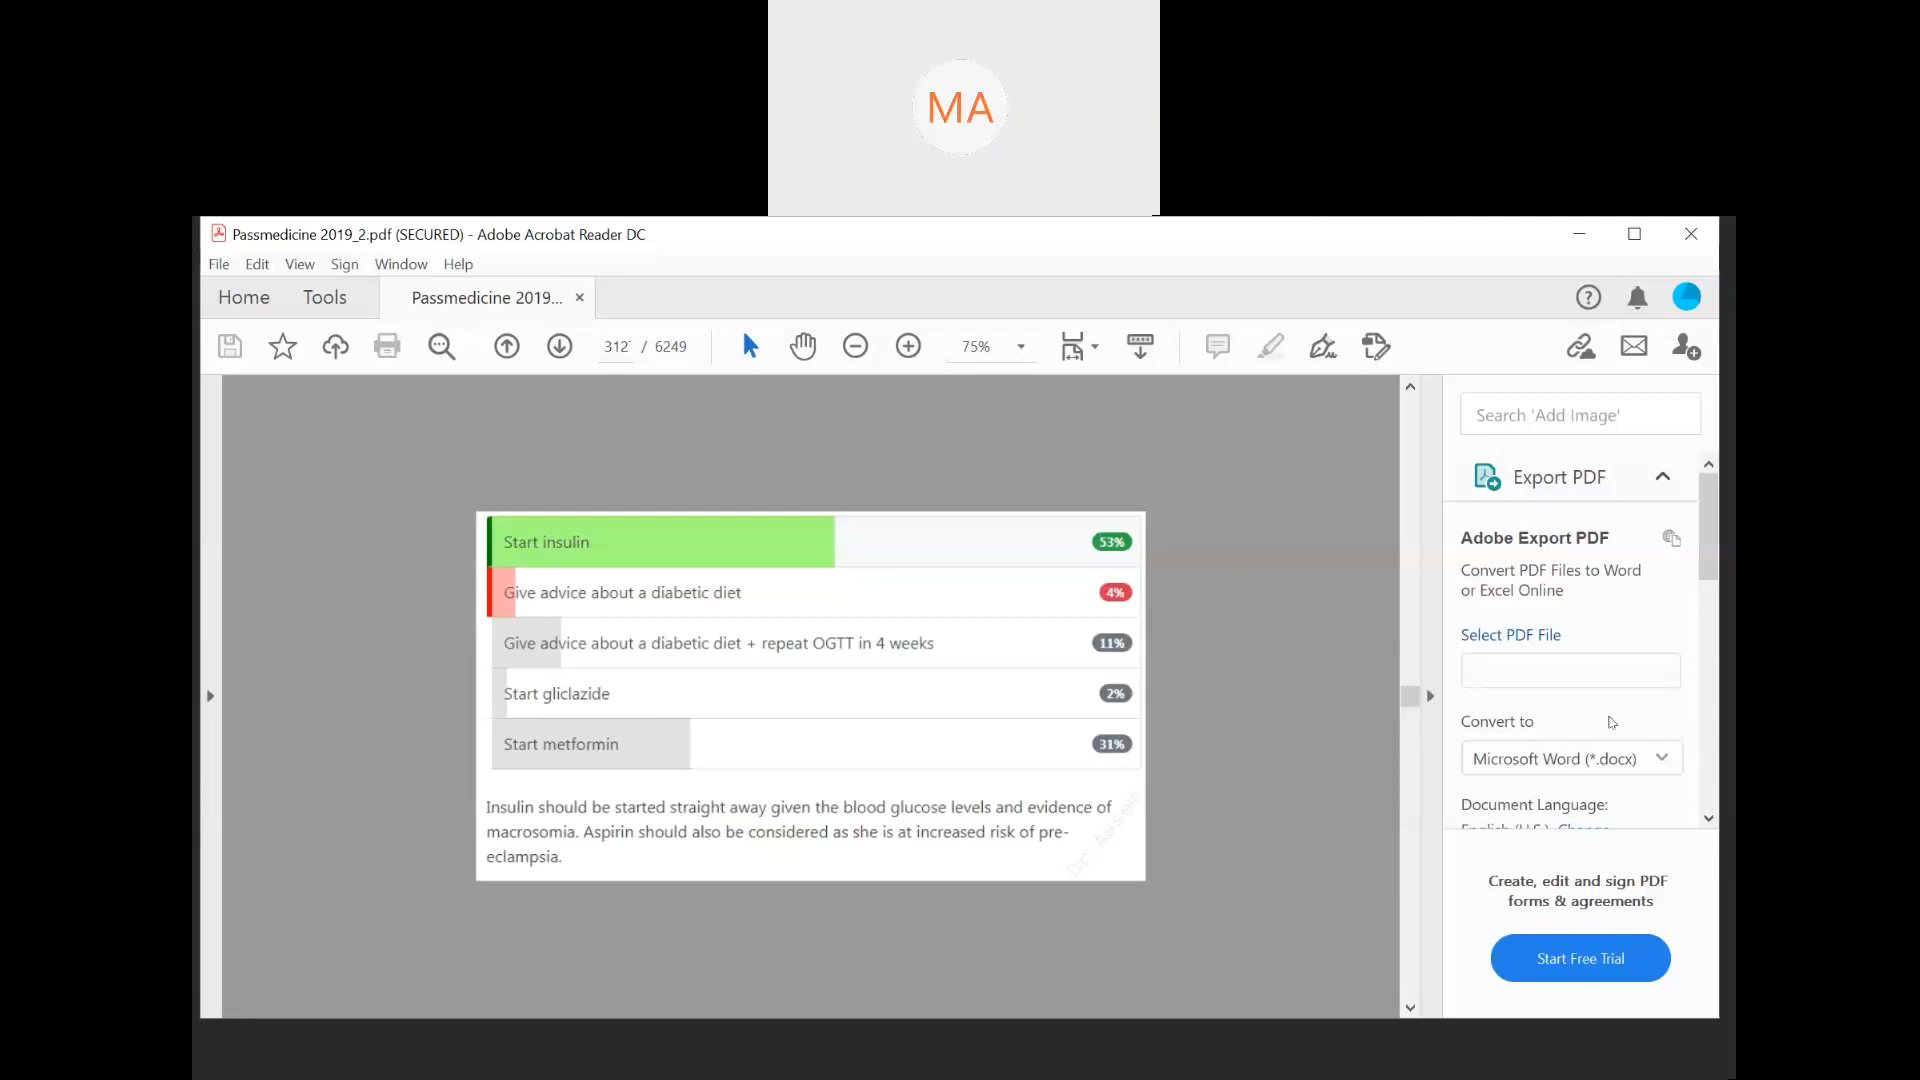 MA
Passmedicine 2019_2.pdf (SECURED) - Adobe Acrobat Reader DC
File Edit View Sign Window Help
Home Tools Passmedicine 2019... ×
312 / 6249 75%
Search 'Add Image'
Export PDF
Adobe Export PDF
Convert PDF Files to Word
or Excel Online
Select PDF File
Convert to
Microsoft Word (*.docx)
Document Language:
English (U.S.) Change
Create, edit and sign PDF
forms & agreements
Start Free Trial
Start insulin 53%
Give advice about a diabetic diet 4%
Give advice about a diabetic diet + repeat OGTT in 4 weeks 11%
Start gliclazide 2%
Start metformin 31%
Insulin should be started straight away given the blood glucose levels and evidence of
macrosomia. Aspirin should also be considered as she is at increased risk of pre-
eclampsia.